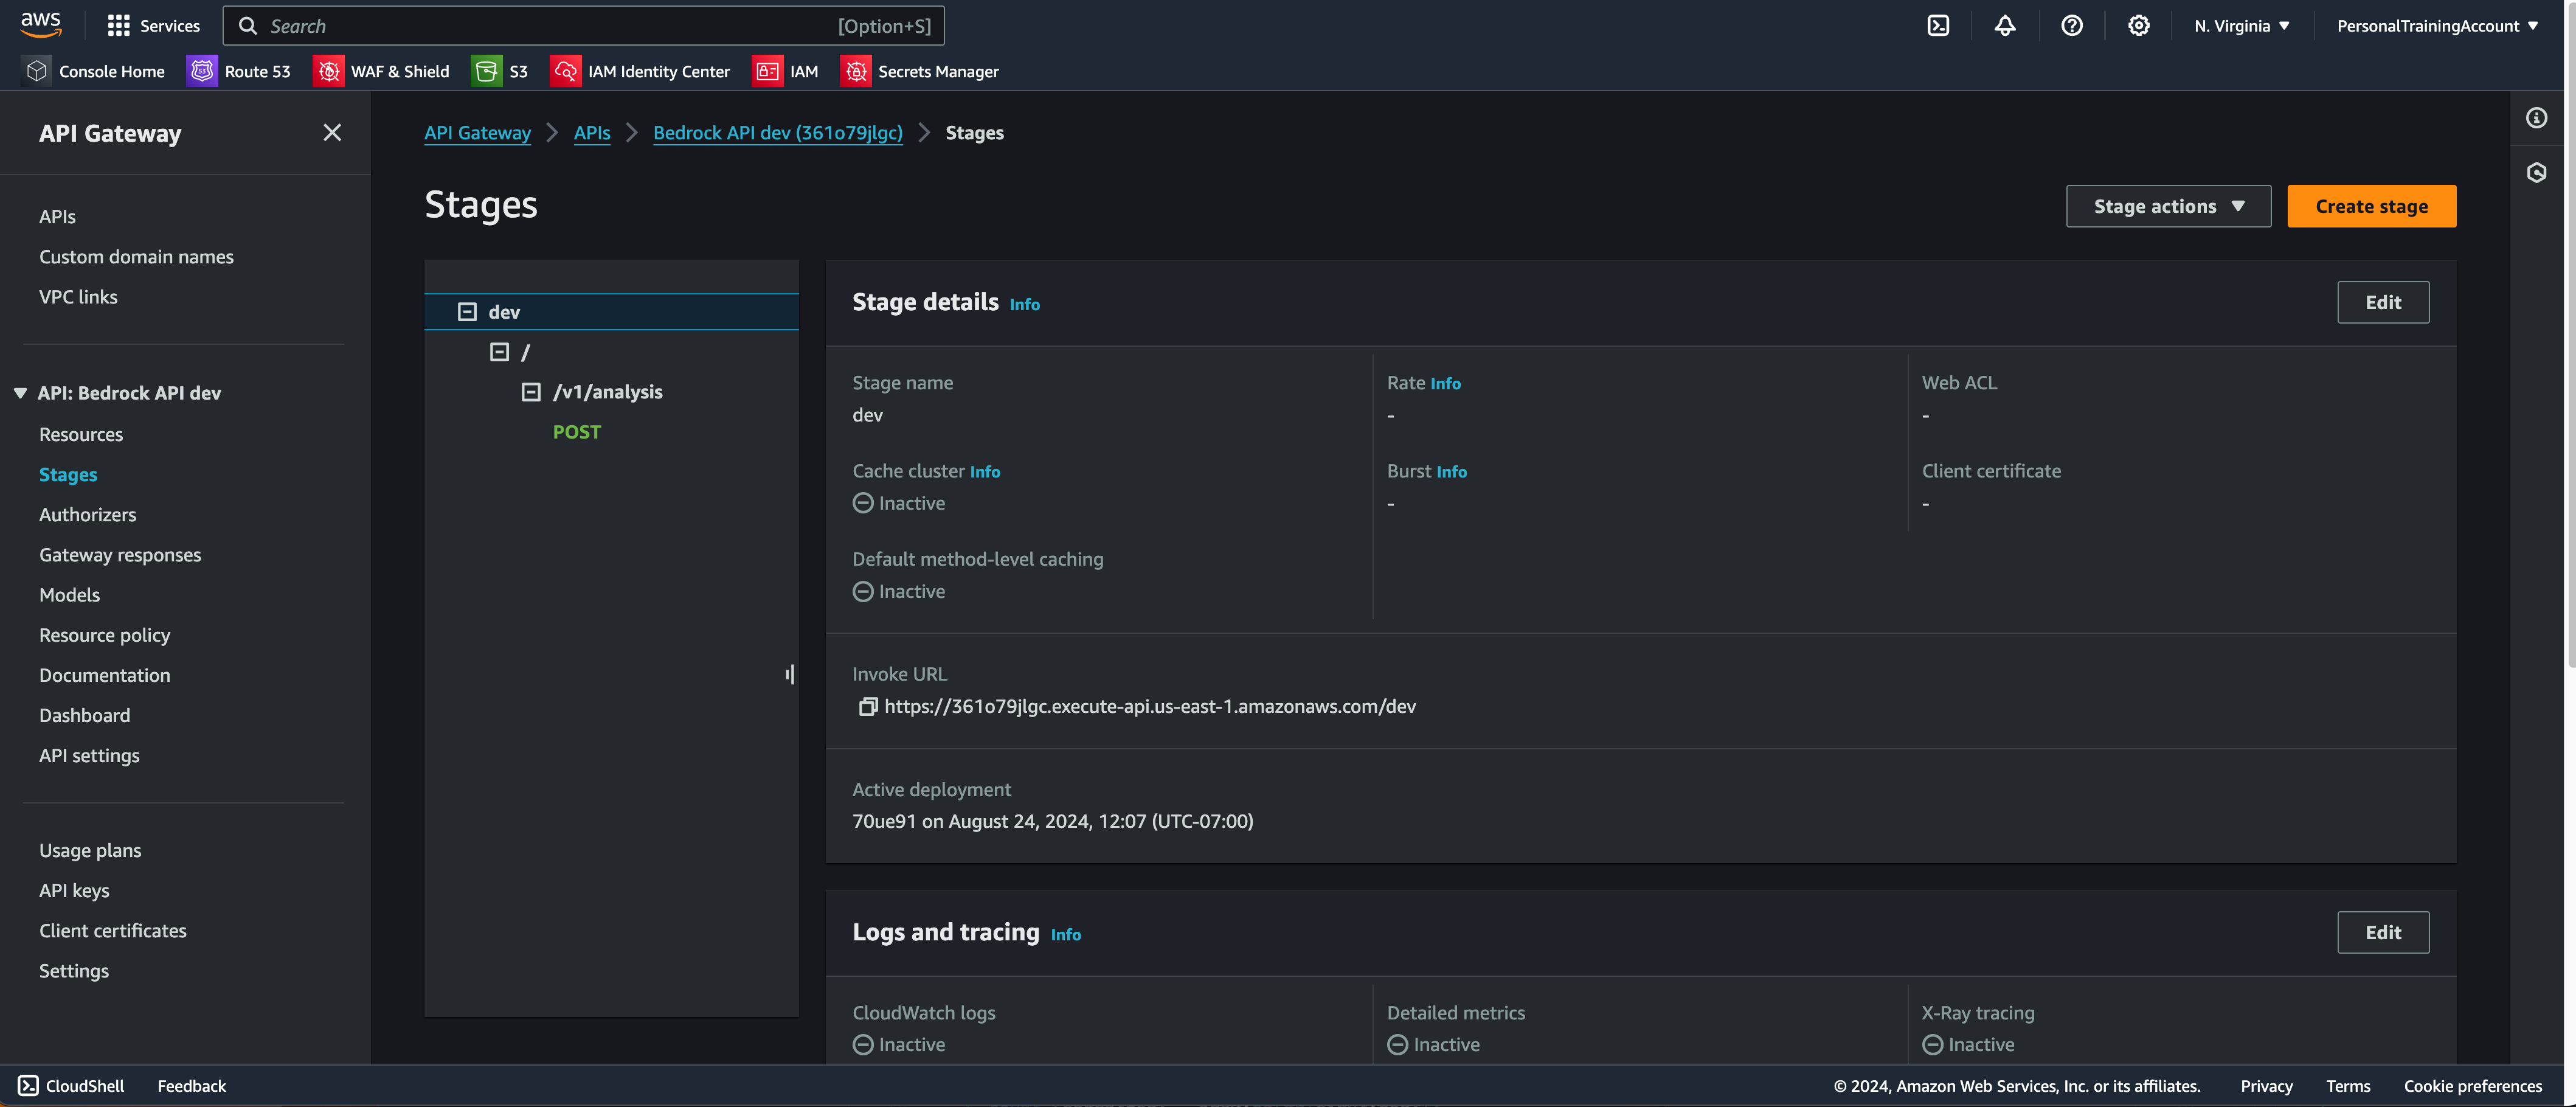 aws
Services
Search [Option+S]
N. Virginia
PersonalTrainingAccount
Console Home
Route 53
WAF & Shield
S3
IAM Identity Center
IAM
Secrets Manager
API Gateway
APIs
Custom domain names
VPC links
API: Bedrock API dev
Resources
Stages
Authorizers
Gateway responses
Models
Resource policy
Documentation
Dashboard
API settings
Usage plans
API keys
Client certificates
Settings
API Gateway
APIs
Bedrock API dev (361o79jlgc)
Stages
Stages
Stage actions
Create stage
dev
/
/v1/analysis
POST
Stage details Info
Edit
Stage name
dev
Cache cluster Info
Inactive
Default method-level caching
Inactive
Rate Info
-
Burst Info
-
Web ACL
-
Client certificate
-
Invoke URL
https://361o79jlgc.execute-api.us-east-1.amazonaws.com/dev
Active deployment
70ue91 on August 24, 2024, 12:07 (UTC-07:00)
Logs and tracing Info
Edit
CloudWatch logs
Inactive
Detailed metrics
Inactive
X-Ray tracing
Inactive
CloudShell
Feedback
© 2024, Amazon Web Services, Inc. or its affiliates.
Privacy
Terms
Cookie preferences